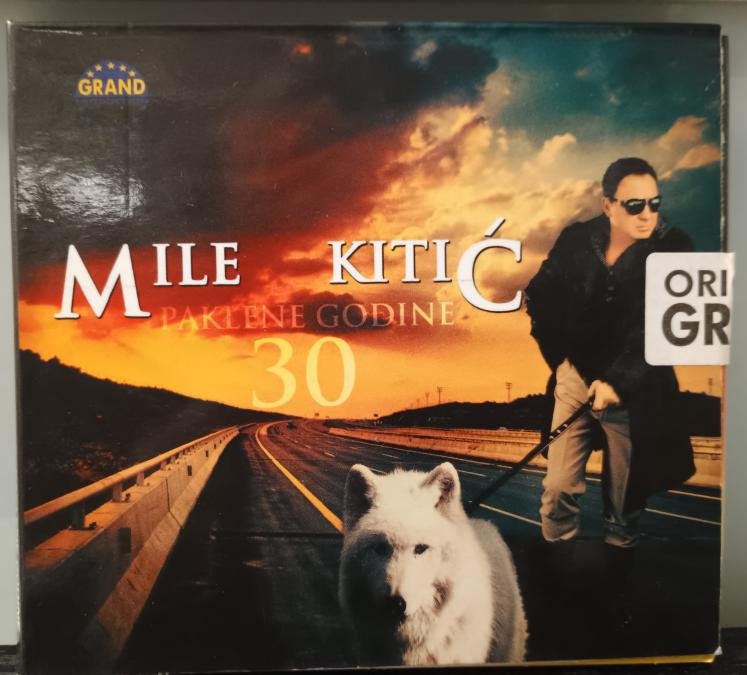 GRAND
MILE KITIĆ
PAKLENE GODINE
30
ORI
GR